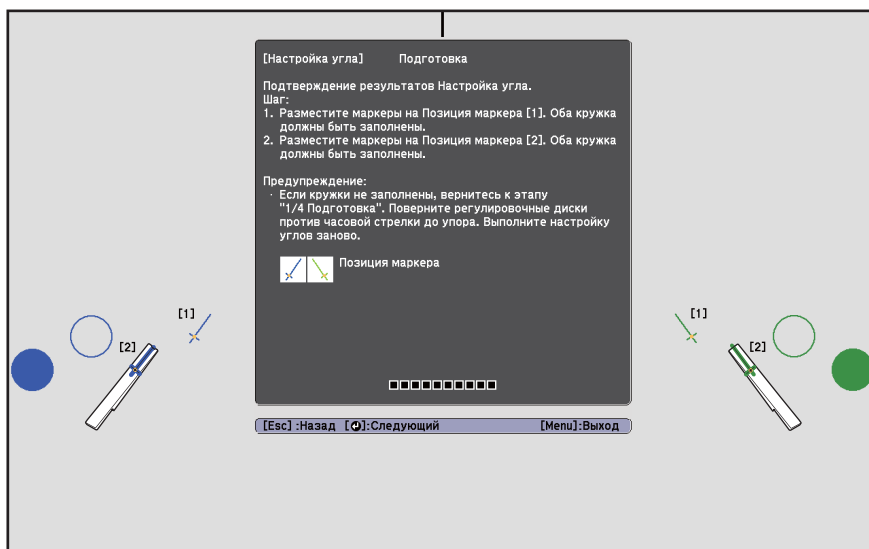 [Настройка угла] Подготовка
Подтверждение результатов Настройка угла.
Шаг:
1. Разместите маркеры на Позиция маркера [1]. Оба кружка
должны быть заполнены.
2. Разместите маркеры на Позиция маркера [2]. Оба кружка
должны быть заполнены.
Предупреждение:
· Если кружки не заполнены, вернитесь к этапу
"1/4 Подготовка". Поверните регулировочные диски
против часовой стрелки до упора. Выполните настройку
углов заново.
Позиция маркера
[1]
[2]
[1]
[2]
[Esc] :Назад [↵]:Следующий [Menu]:Выход